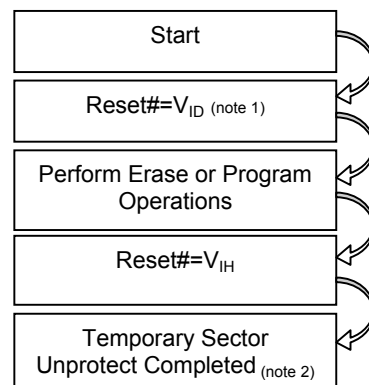 Start
Reset#=VID (note 1)
Perform Erase or Program
Operations
Reset#=VIH
Temporary Sector
Unprotect Completed (note 2)